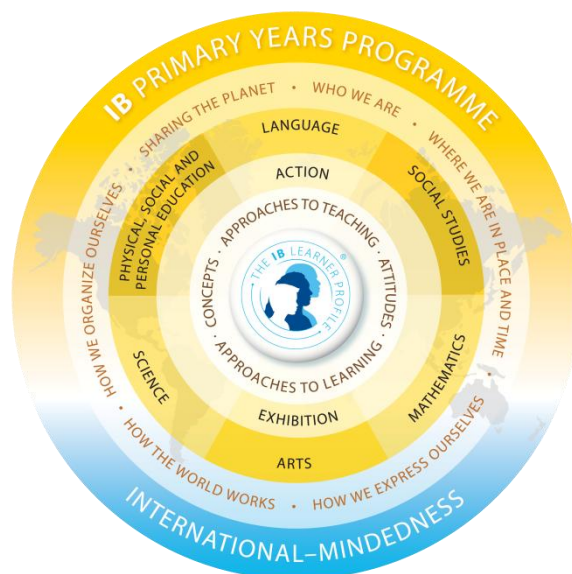 IB PRIMARY YEARS PROGRAMME
SHARING THE PLANET • WHO WE ARE • WHERE WE ARE IN PLACE AND TIME • HOW WE EXPRESS OURSELVES • HOW THE WORLD WORKS • HOW WE ORGANIZE OURSELVES •
LANGUAGE
SOCIAL STUDIES
MATHEMATICS
ARTS
SCIENCE
PHYSICAL, SOCIAL AND
PERSONAL EDUCATION
ACTION
EXHIBITION
APPROACHES TO TEACHING · ATTITUDES · APPROACHES TO LEARNING · CONCEPTS ·
THE IB LEARNER PROFILE ®
INTERNATIONAL–MINDEDNESS